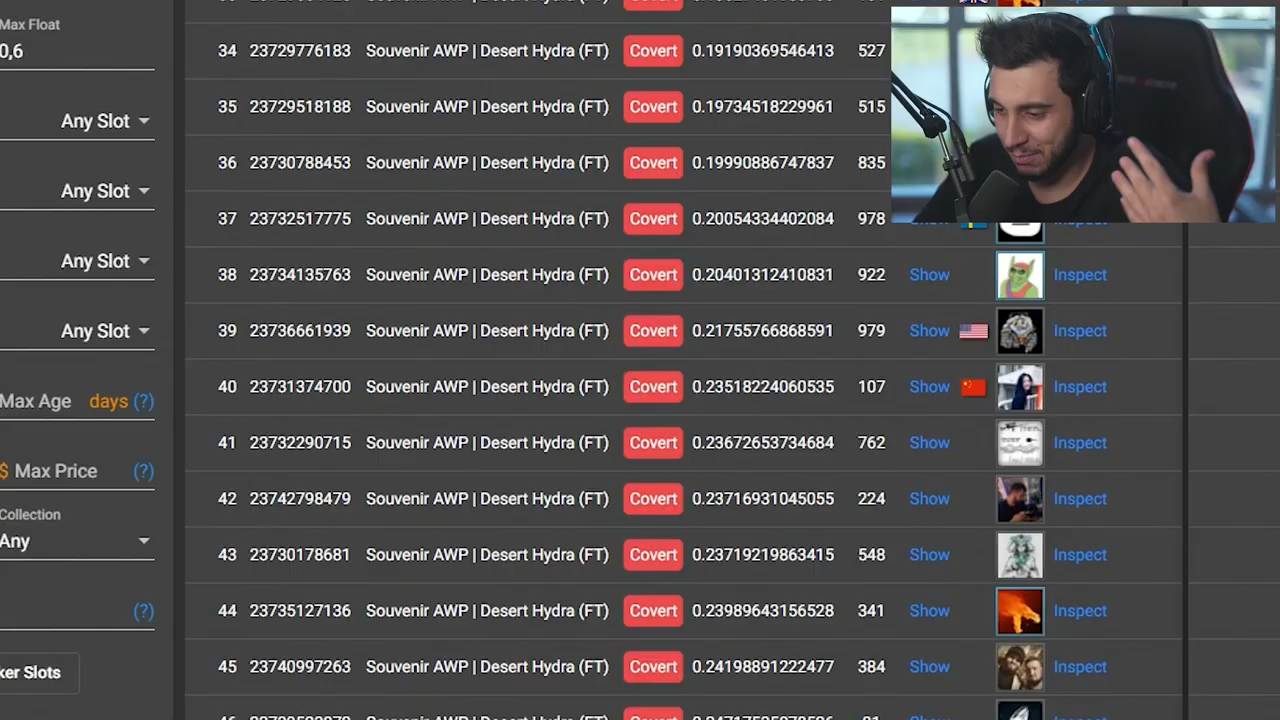 Max Float
0,6
34 23729776183 Souvenir AWP | Desert Hydra (FT) Covert 0.19190369546413 527
35 23729518188 Souvenir AWP | Desert Hydra (FT) Covert 0.19734518229961 515
Any Slot
36 23730788453 Souvenir AWP | Desert Hydra (FT) Covert 0.19990886747837 835
Any Slot
37 23732517775 Souvenir AWP | Desert Hydra (FT) Covert 0.20054334402084 978
Any Slot
38 23734135763 Souvenir AWP | Desert Hydra (FT) Covert 0.20401312410831 922 Show Inspect
Any Slot
39 23736661939 Souvenir AWP | Desert Hydra (FT) Covert 0.21755766868591 979 Show Inspect
Max Age days (?)
40 23731374700 Souvenir AWP | Desert Hydra (FT) Covert 0.23518224060535 107 Show Inspect
41 23732290715 Souvenir AWP | Desert Hydra (FT) Covert 0.23672653734684 762 Show Inspect
$ Max Price (?)
42 23742798479 Souvenir AWP | Desert Hydra (FT) Covert 0.23716931045055 224 Show Inspect
Collection
Any
43 23730178681 Souvenir AWP | Desert Hydra (FT) Covert 0.23719219863415 548 Show Inspect
(?)
44 23735127136 Souvenir AWP | Desert Hydra (FT) Covert 0.23989643156528 341 Show Inspect
ker Slots
45 23740997263 Souvenir AWP | Desert Hydra (FT) Covert 0.24198891222477 384 Show Inspect